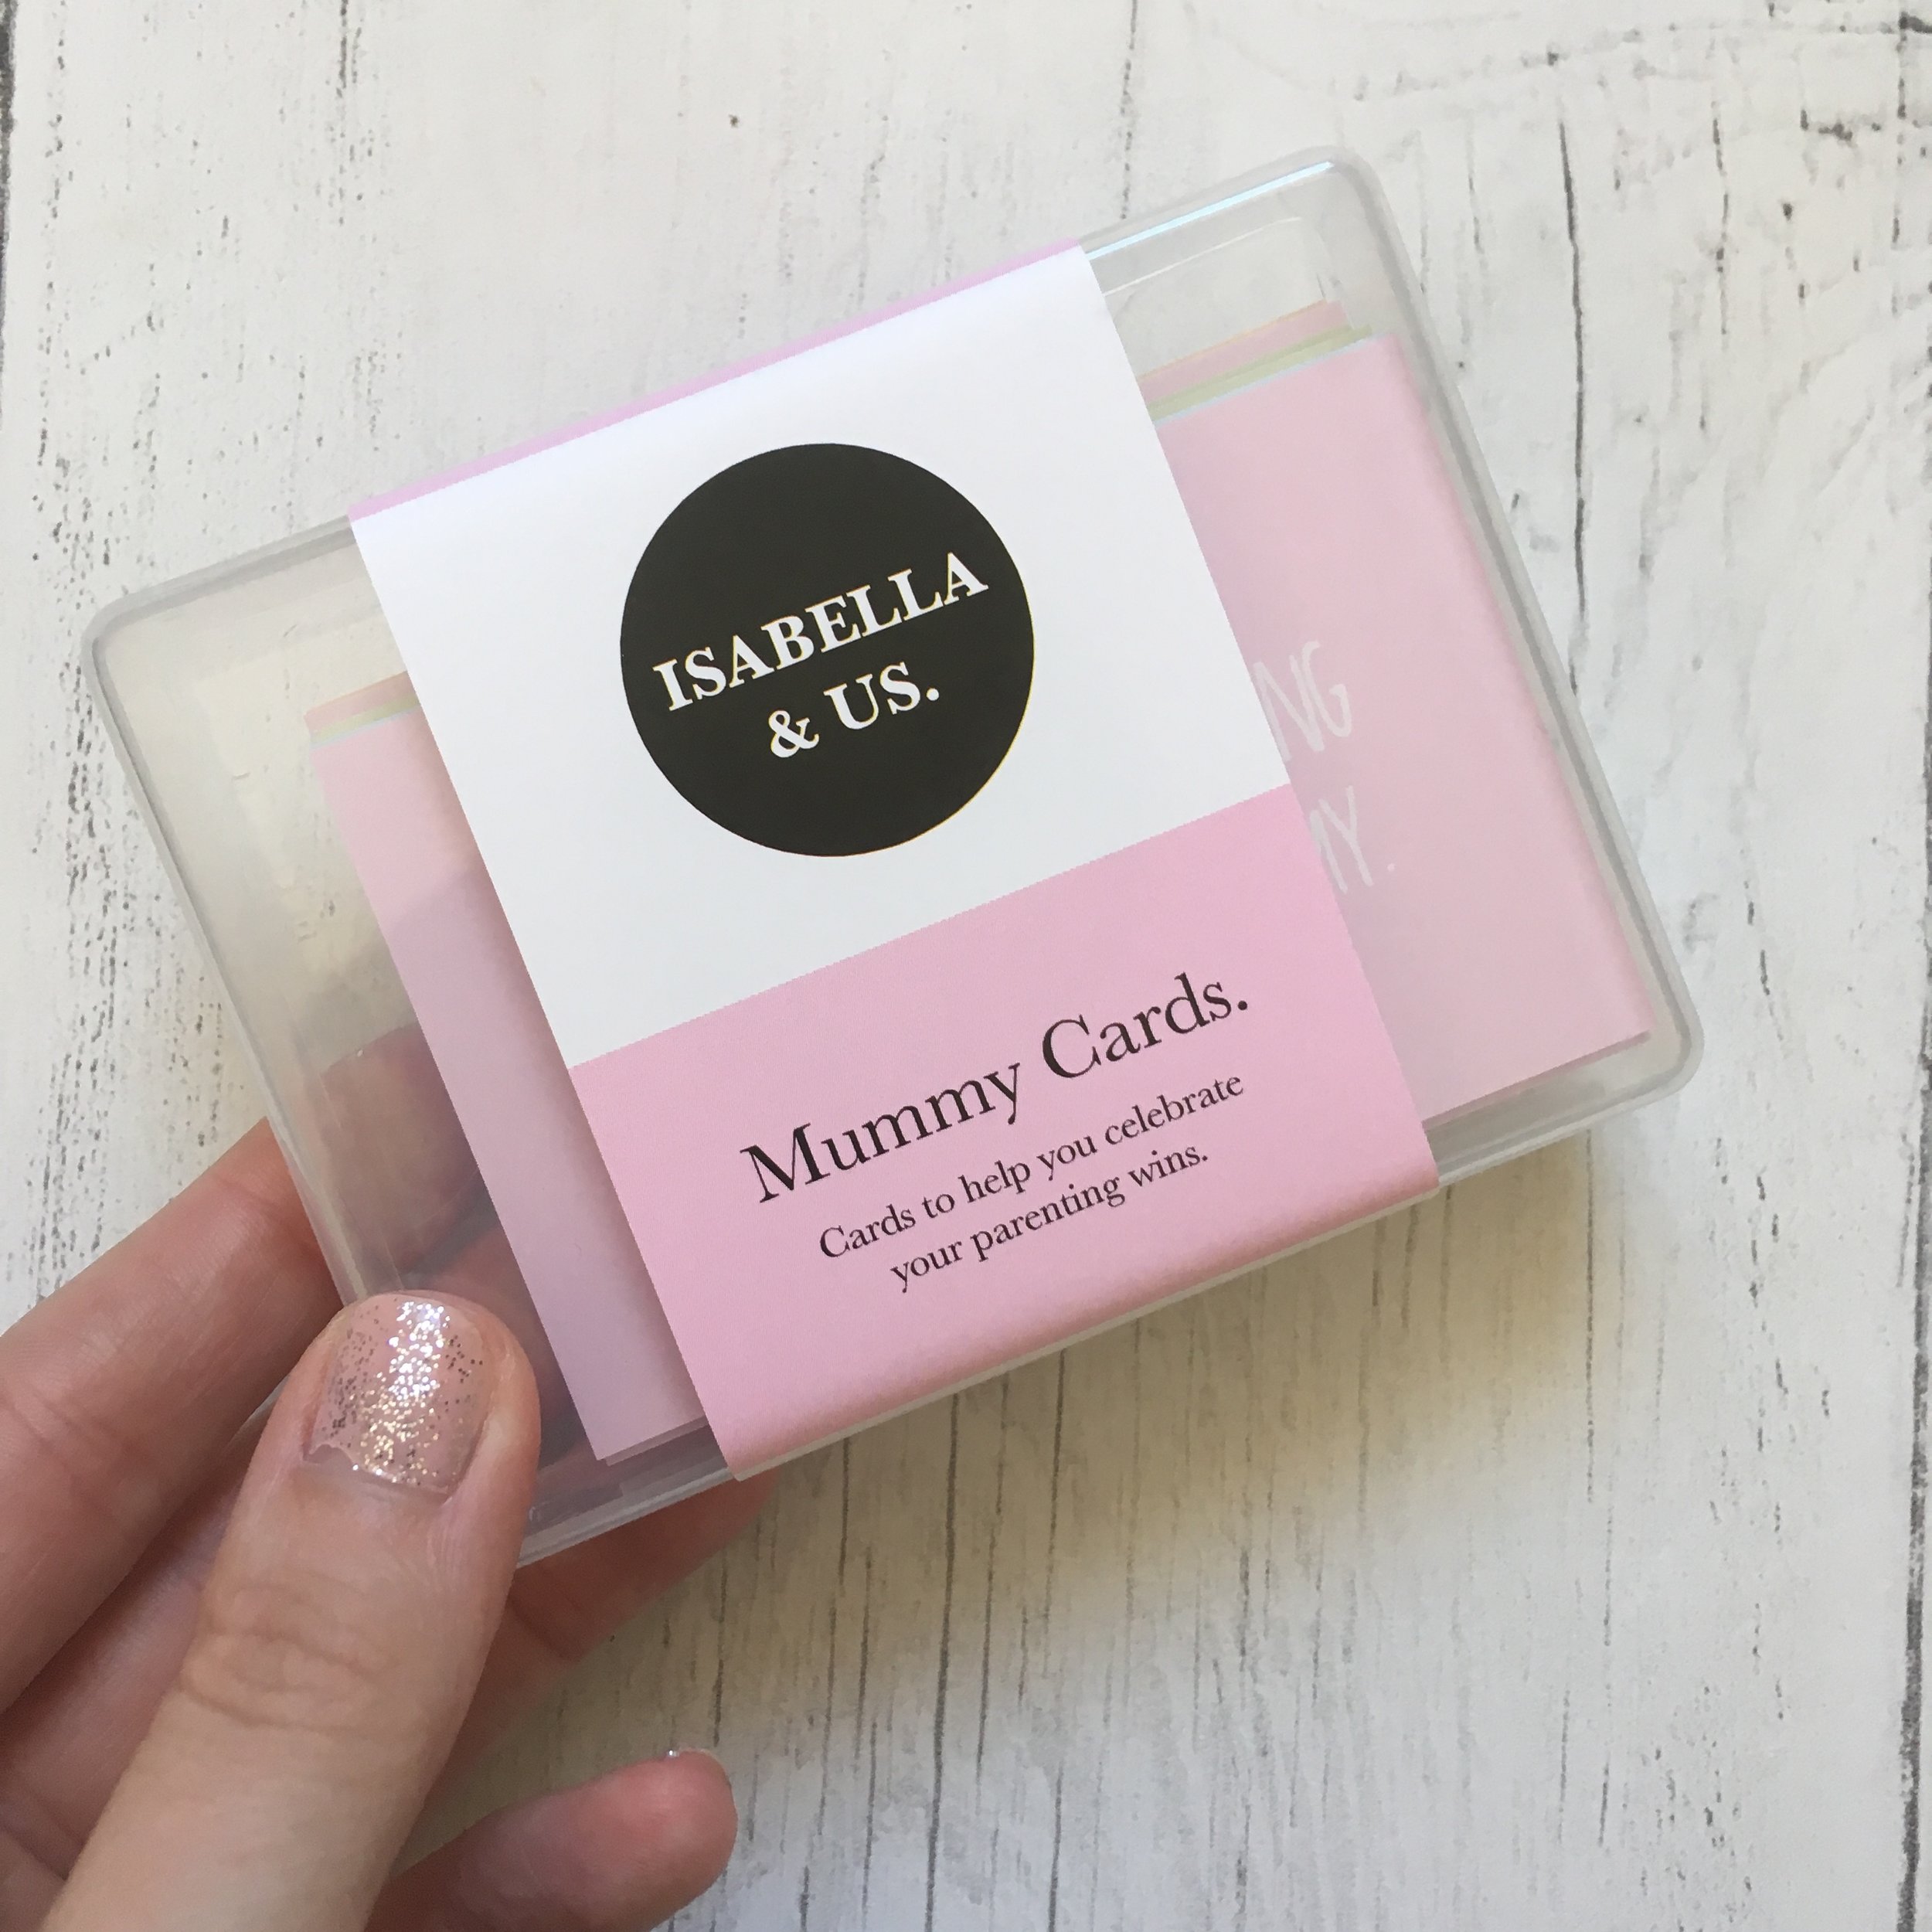 ISABELLA
& US.
Mummy Cards.
Cards to help you celebrate
your parenting wins.